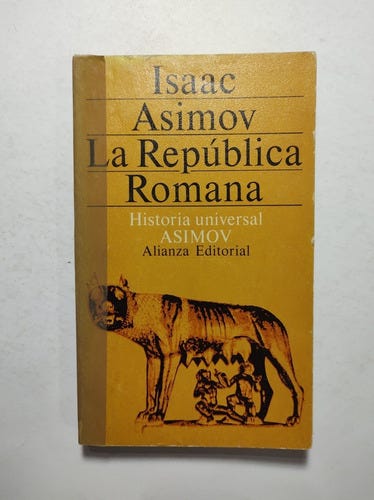 Isaac
Asimov
La República
Romana
Historia universal
ASIMOV
Alianza Editorial